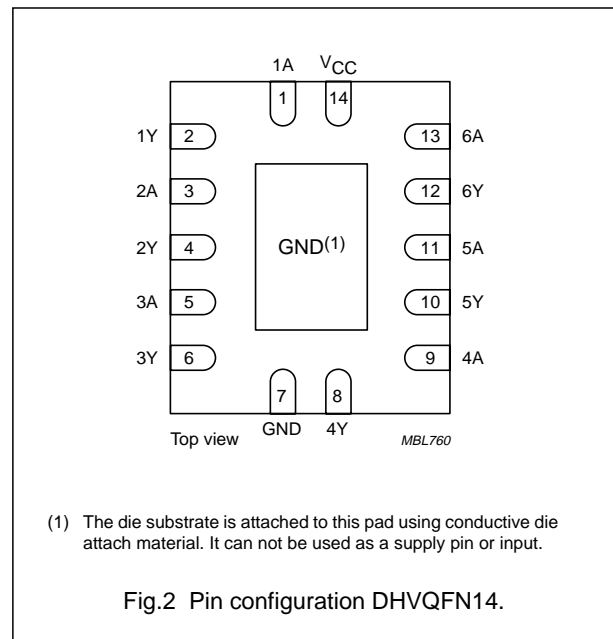 1A VCC
1 14
1Y 2 13 6A
2A 3 12 6Y
2Y 4 GND(1) 11 5A
3A 5 10 5Y
3Y 6 9 4A
7 8
Top view GND 4Y MBL760
(1) The die substrate is attached to this pad using conductive die
attach material. It can not be used as a supply pin or input.
Fig.2 Pin configuration DHVQFN14.